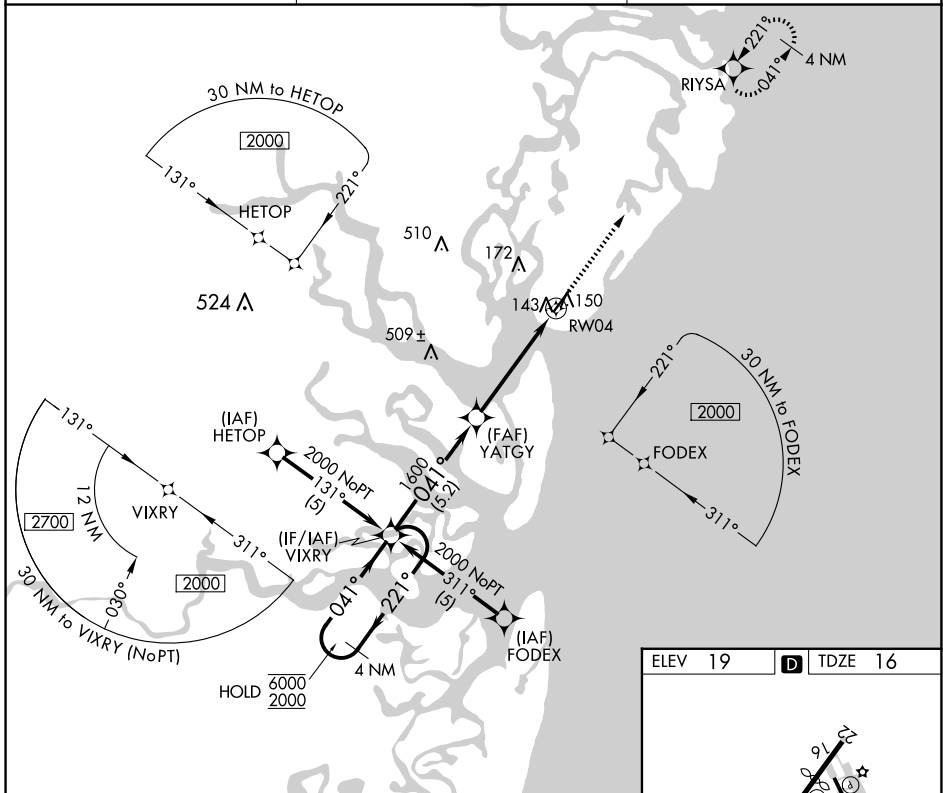 221°
041°
4 NM
RIYSA
30 NM to HETOP
2000
131°
221°
HETOP
510
172
524
143
150
RW04
509 ±
221°
30 NM to FODEX
2000
FODEX
311°
(FAF)
YATGY
(IAF)
HETOP
2000 NoPT
131°
(5)
1600
041°
(5.2)
131°
12 NM
VIXRY
2700
311°
2000
030°
30 NM to VIXRY (NoPT)
(IF/IAF)
VIXRY
2000 NoPT
311°
(5)
(IAF)
FODEX
041°
221°
4 NM
HOLD 6000
2000
ELEV 19 D TDZE 16
16
22
P